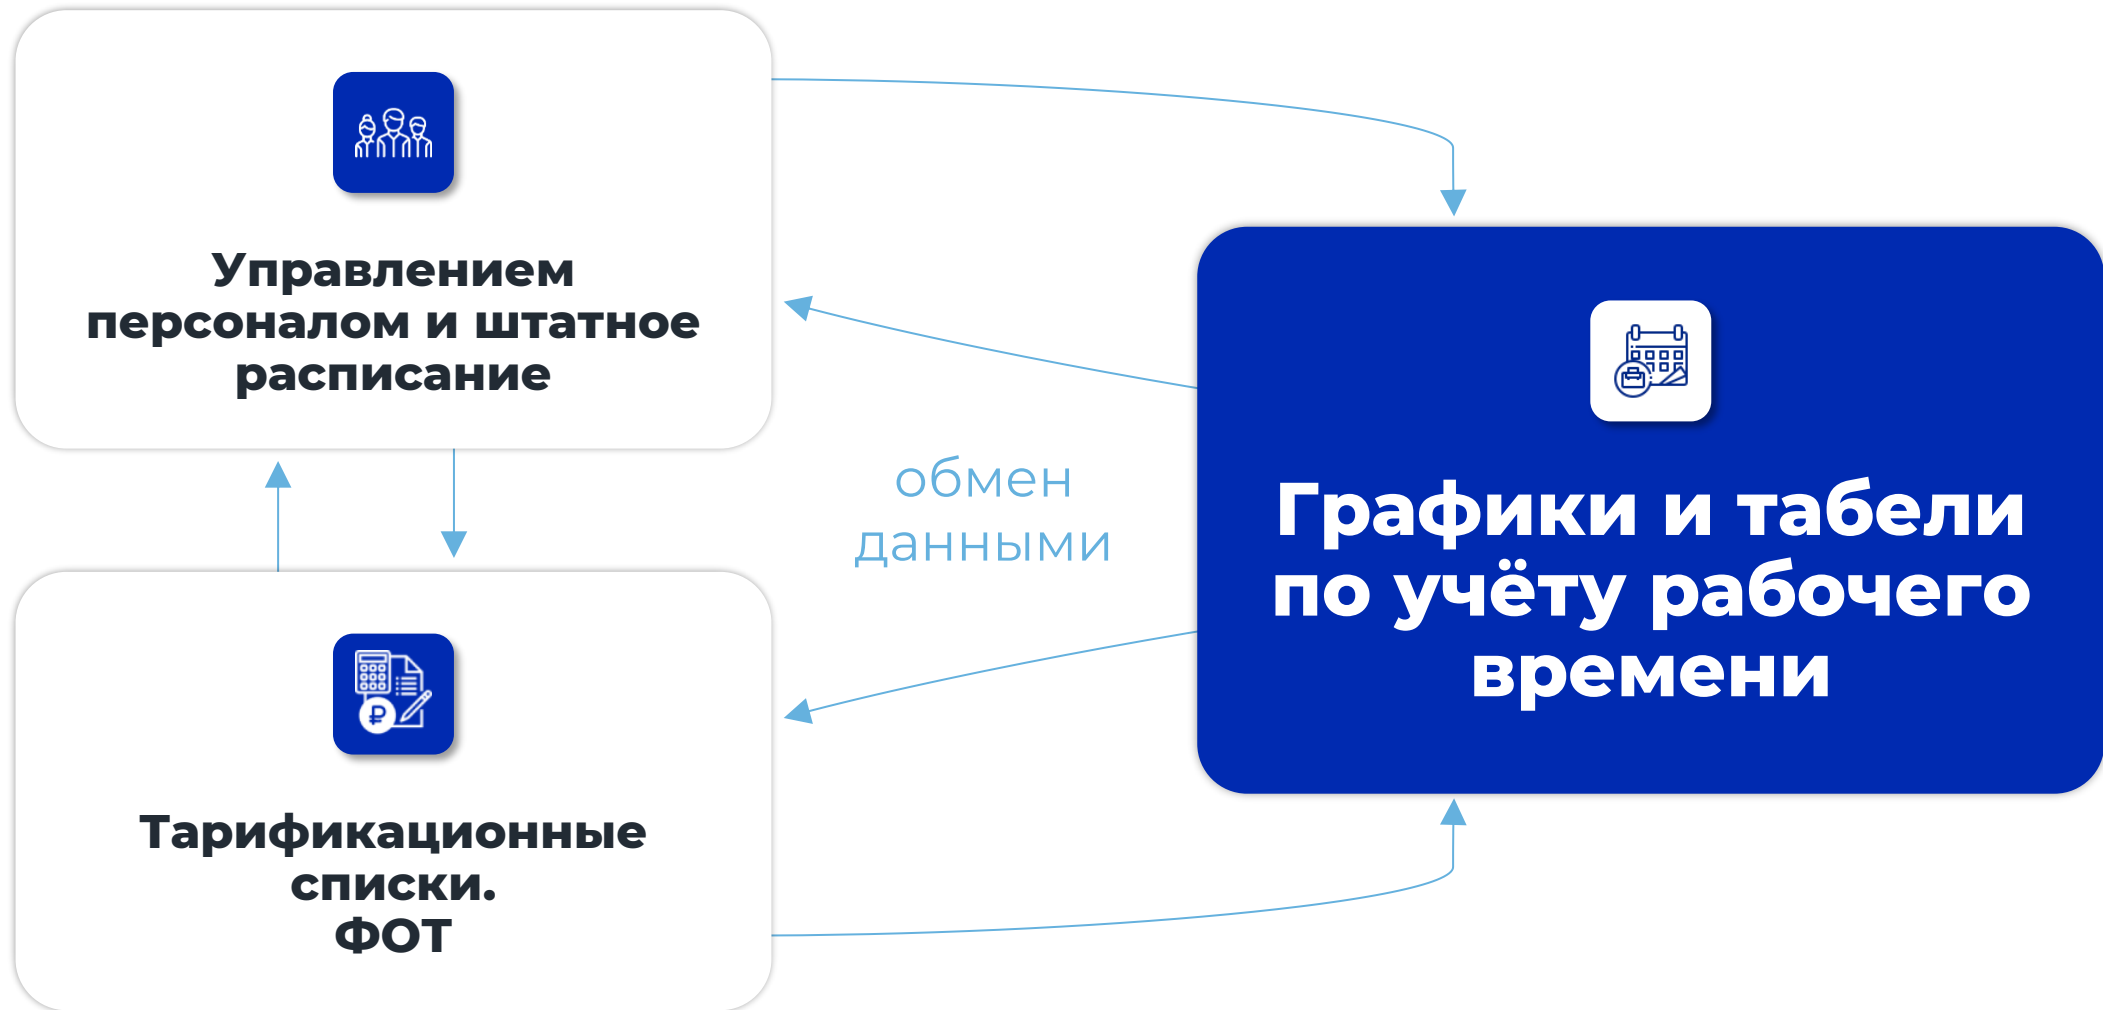 Управлением
персоналом и штатное
расписание
обмен
данными
Графики и табели
по учёту рабочего
времени
Тарификационные
списки.
ФОТ